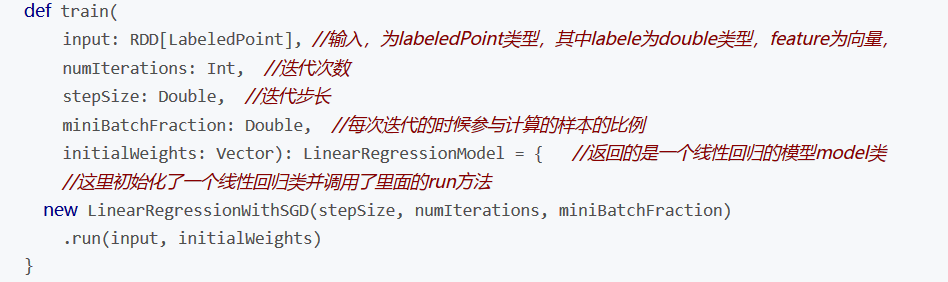 def train(
input: RDD[LabeledPoint], //输入，为labeledPoint类型，其中labele为double类型，feature为向量，
numIterations: Int, //迭代次数
stepSize: Double, //迭代步长
miniBatchFraction: Double, //每次迭代的时候参与计算的样本的比例
initialWeights: Vector): LinearRegressionModel = { //返回的是一个线性回归的模型model类
//这里初始化了一个线性回归类并调用了里面的run方法
new LinearRegressionWithSGD(stepSize, numIterations, miniBatchFraction)
.run(input, initialWeights)
}